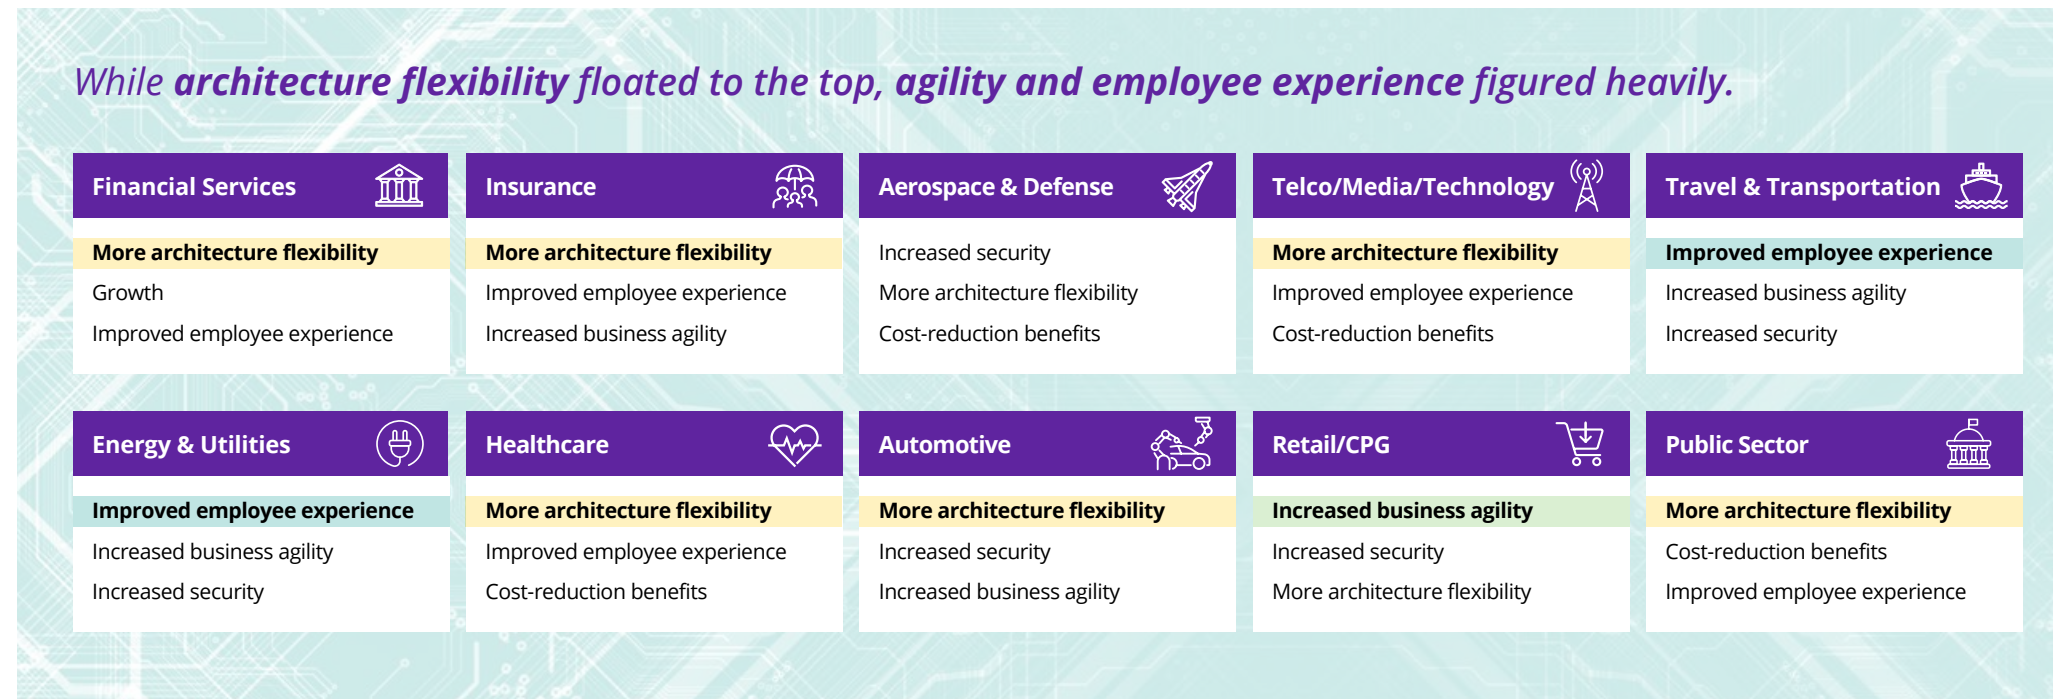 While architecture flexibility floated to the top, agility and employee experience figured heavily.
Financial Services
More architecture flexibility
Growth
Improved employee experience
Insurance
More architecture flexibility
Improved employee experience
Increased business agility
Aerospace & Defense
Increased security
More architecture flexibility
Cost-reduction benefits
Telco/Media/Technology
More architecture flexibility
Improved employee experience
Cost-reduction benefits
Travel & Transportation
Improved employee experience
Increased business agility
Increased security
Energy & Utilities
Improved employee experience
Increased business agility
Increased security
Healthcare
More architecture flexibility
Improved employee experience
Cost-reduction benefits
Automotive
More architecture flexibility
Increased security
Increased business agility
Retail/CPG
Increased business agility
Increased security
More architecture flexibility
Public Sector
More architecture flexibility
Cost-reduction benefits
Improved employee experience